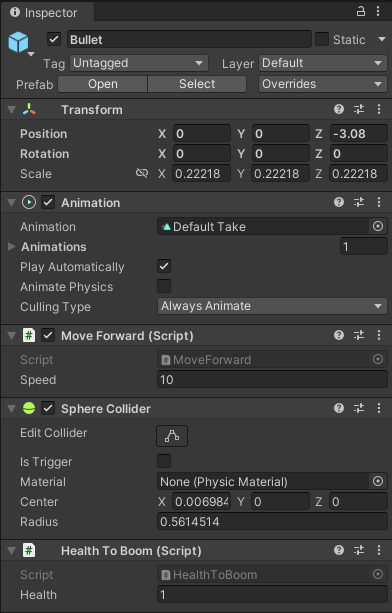 Inspector
Bullet Static
Tag Untagged Layer Default
Prefab Open Select Overrides
Transform
Position X 0 Y 0 Z -3.08
Rotation X 0 Y 0 Z 0
Scale X 0.22218 Y 0.22218 Z 0.22218
Animation
Animation Default Take
Animations 1
Play Automatically
Animate Physics
Culling Type Always Animate
# Move Forward (Script)
Script # MoveForward
Speed 10
Sphere Collider
Edit Collider
Is Trigger
Material None (Physic Material)
Center X 0.006984 Y 0 Z 0
Radius 0.5614514
# Health To Boom (Script)
Script # HealthToBoom
Health 1